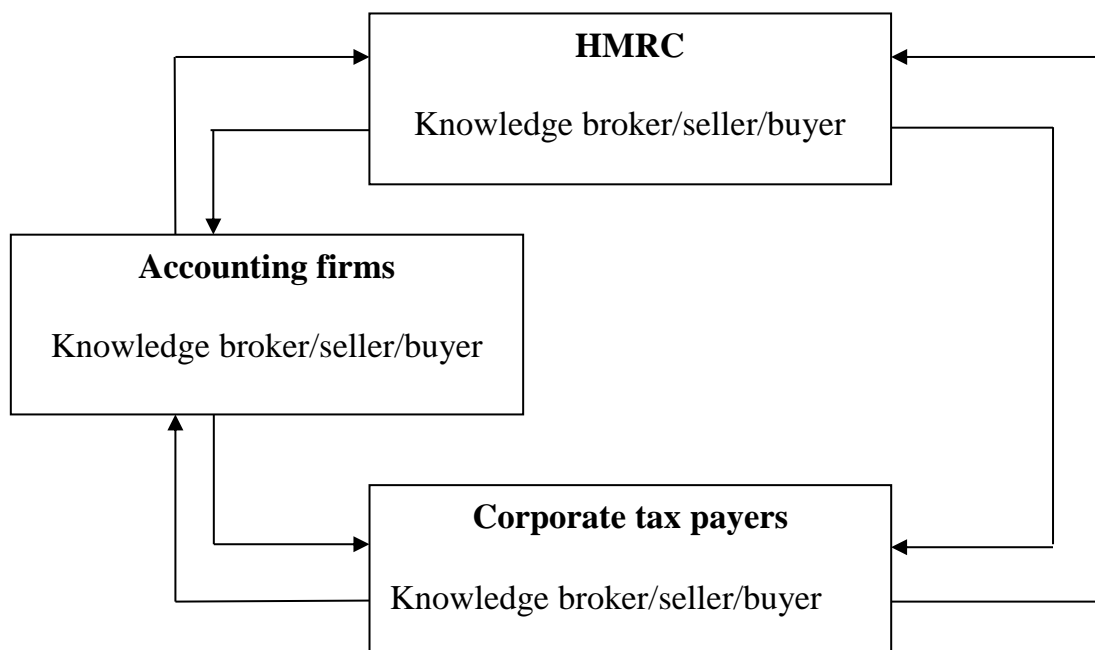 HMRC
Knowledge broker/seller/buyer
Accounting firms
Knowledge broker/seller/buyer
Corporate tax payers
Knowledge broker/seller/buyer